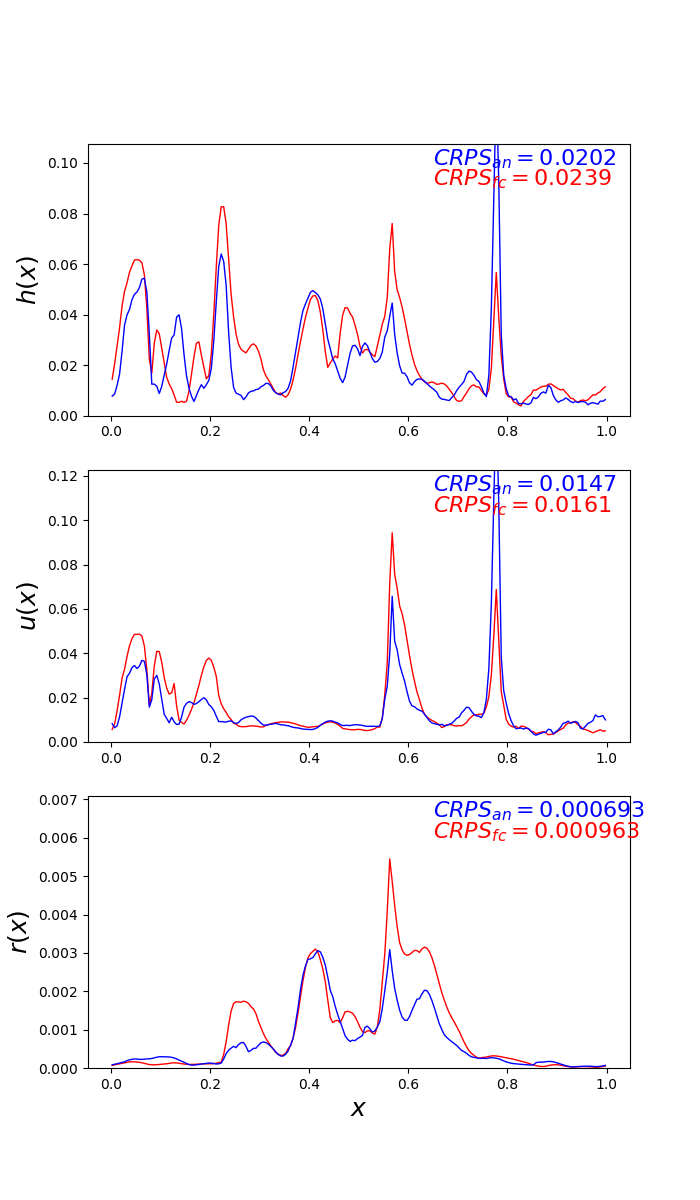 CRPS_an = 0.0202
CRPS_fc = 0.0239
0.10
0.08
0.06
0.04
0.02
0.00
h(x)
0.0 0.2 0.4 0.6 0.8 1.0
CRPS_an = 0.0147
CRPS_fc = 0.0161
0.12
0.10
0.08
0.06
0.04
0.02
0.00
u(x)
0.0 0.2 0.4 0.6 0.8 1.0
CRPS_an = 0.000693
CRPS_fc = 0.000963
0.007
0.006
0.005
0.004
0.003
0.002
0.001
0.000
r(x)
0.0 0.2 0.4 0.6 0.8 1.0
x